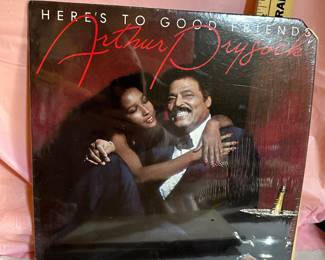 HERE'S TO GOOD FRIENDS
Arthur Prysock